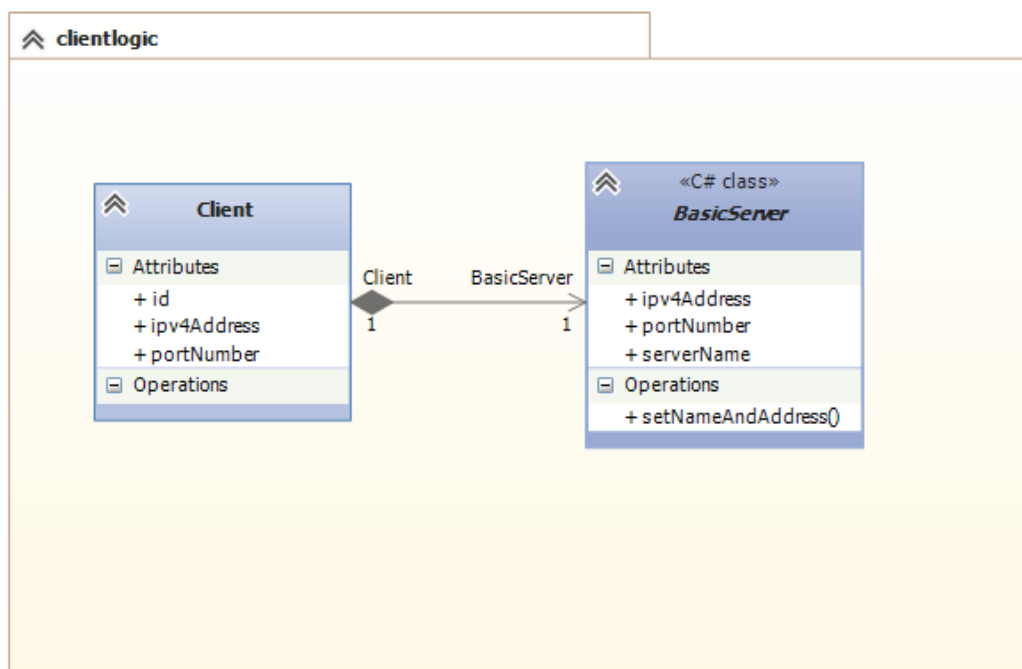 clientlogic
Client
Attributes
+ id
+ ipv4Address
+ portNumber
Operations
Client
1
BasicServer
1
«C# class»
BasicServer
Attributes
+ ipv4Address
+ portNumber
+ serverName
Operations
+ setNameAndAddress()